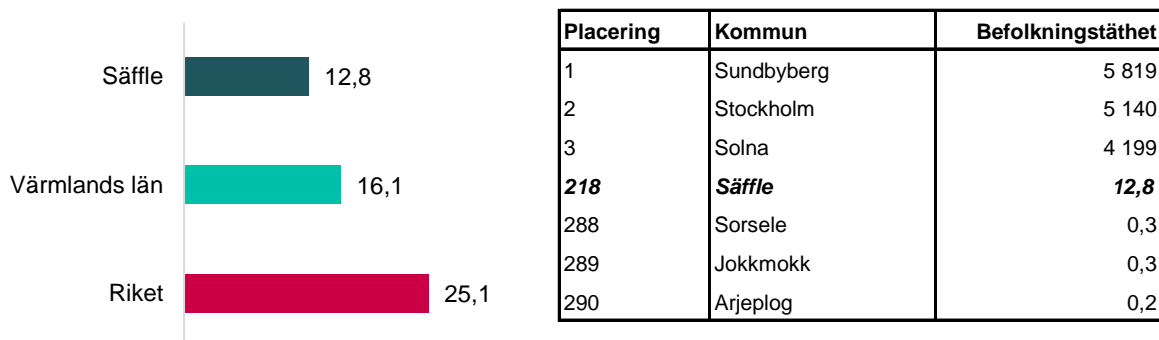 Säffle 12,8
Värmlands län 16,1
Riket 25,1
Placering Kommun Befolkningstäthet
1 Sundbyberg 5 819
2 Stockholm 5 140
3 Solna 4 199
218 Säffle 12,8
288 Sorsele 0,3
289 Jokkmokk 0,3
290 Arjeplog 0,2